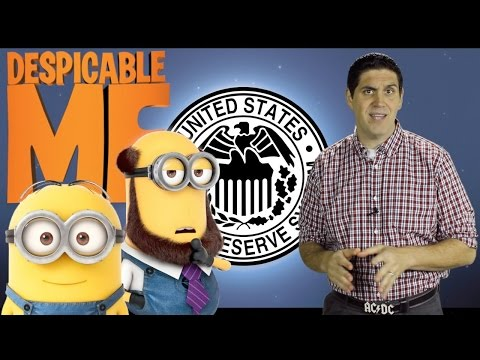 DESPICABLE
ME
UNITED STATES
RESERVE
AC/DC